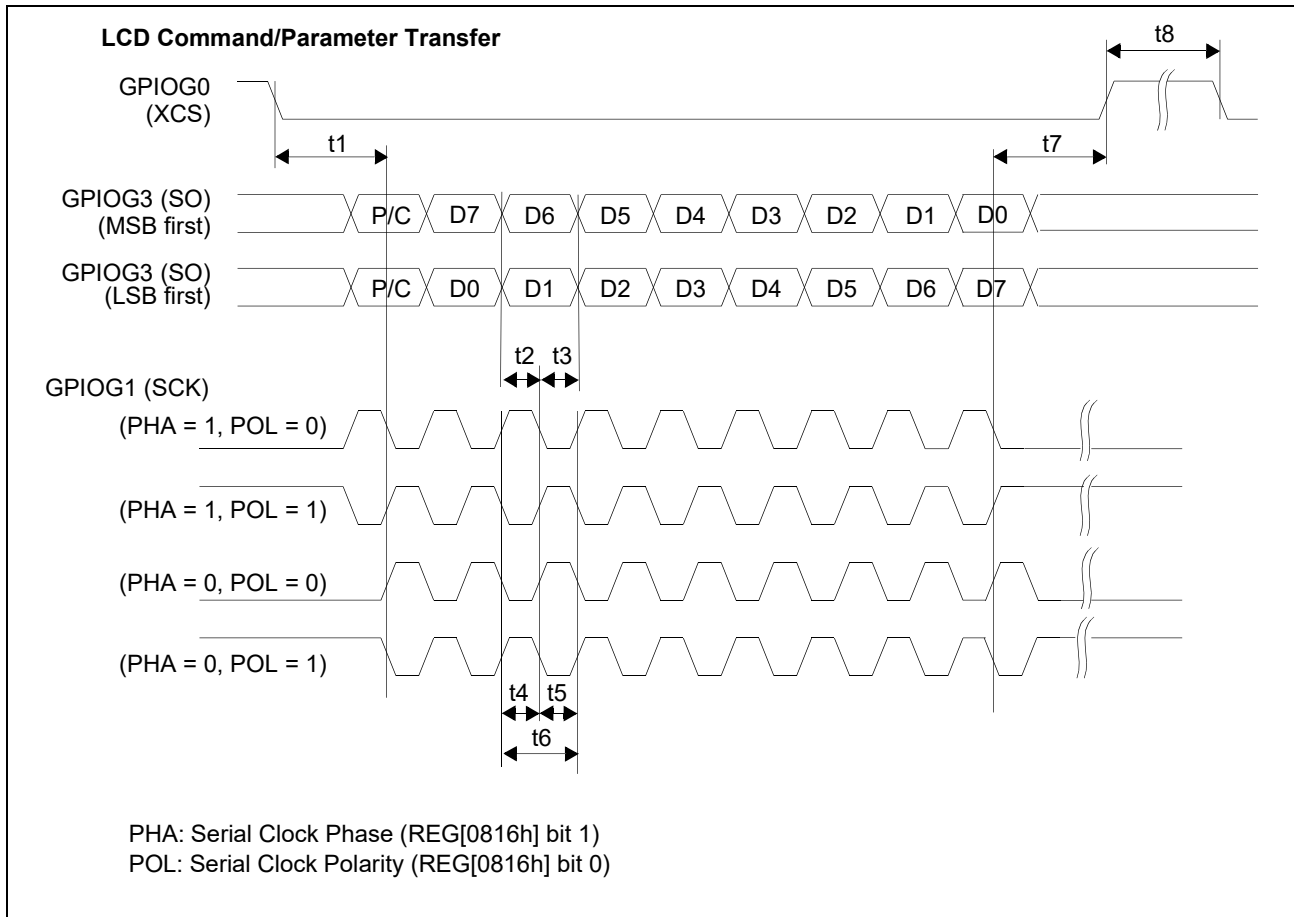 LCD Command/Parameter Transfer
t8
GPIOG0
(XCS)
t1
t7
GPIOG3 (SO)
(MSB first)
P/C D7 D6 D5 D4 D3 D2 D1 D0
GPIOG3 (SO)
(LSB first)
P/C D0 D1 D2 D3 D4 D5 D6 D7
t2 t3
GPIOG1 (SCK)
(PHA = 1, POL = 0)
(PHA = 1, POL = 1)
(PHA = 0, POL = 0)
(PHA = 0, POL = 1)
t4 t5
t6
PHA: Serial Clock Phase (REG[0816h] bit 1)
POL: Serial Clock Polarity (REG[0816h] bit 0)